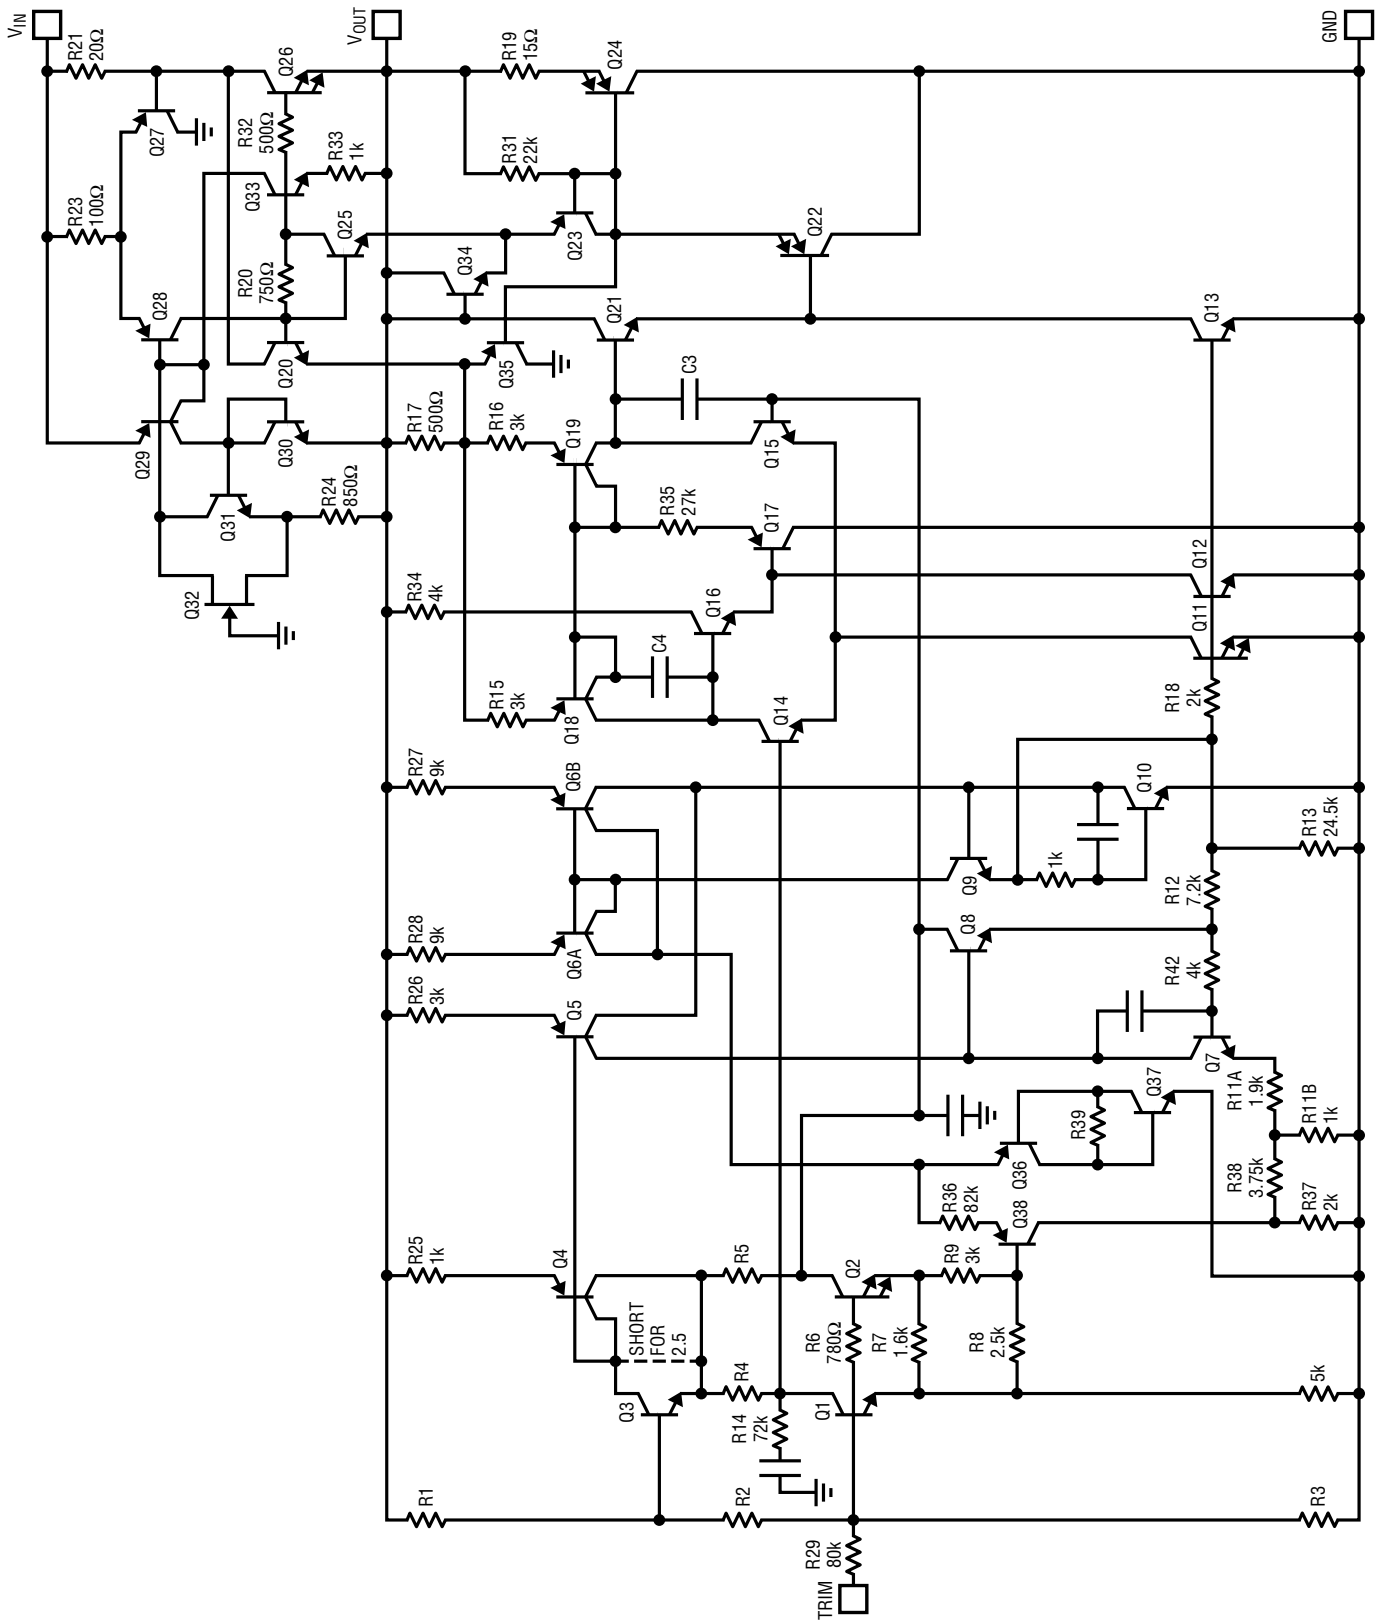 VIN
R21
20Ω
Q26
VOUT
R19
15Ω
Q24
GND
Q27
R32
500Ω
R33
1k
R31
22k
Q33
R23
100Ω
Q25
Q23
Q22
Q34
R20
750Ω
Q28
Q21
Q13
Q20
Q35
C3
Q29
Q30
R17
500Ω
R16
3k
Q19
Q15
Q31
R24
850Ω
R35
27k
Q17
Q32
R34
4k
Q16
Q12
Q11
C4
R15
3k
Q18
Q14
R18
2k
R27
9k
Q6B
Q10
R13
24.5k
Q9
1k
R12
7.2k
R28
9k
Q6A
Q8
R26
3k
Q5
R42
4k
Q7
R11A
1.9k
R11B
1k
Q37
R39
Q36
R38
3.75k
R37
2k
R36
82k
Q38
R25
1k
Q4
R5
Q2
R9
3k
SHORT
FOR
2.5
R6
780Ω
R7
1.6k
R8
2.5k
Q3
R4
R14
72k
Q1
5k
R1
R2
R3
R29
80k
TRIM